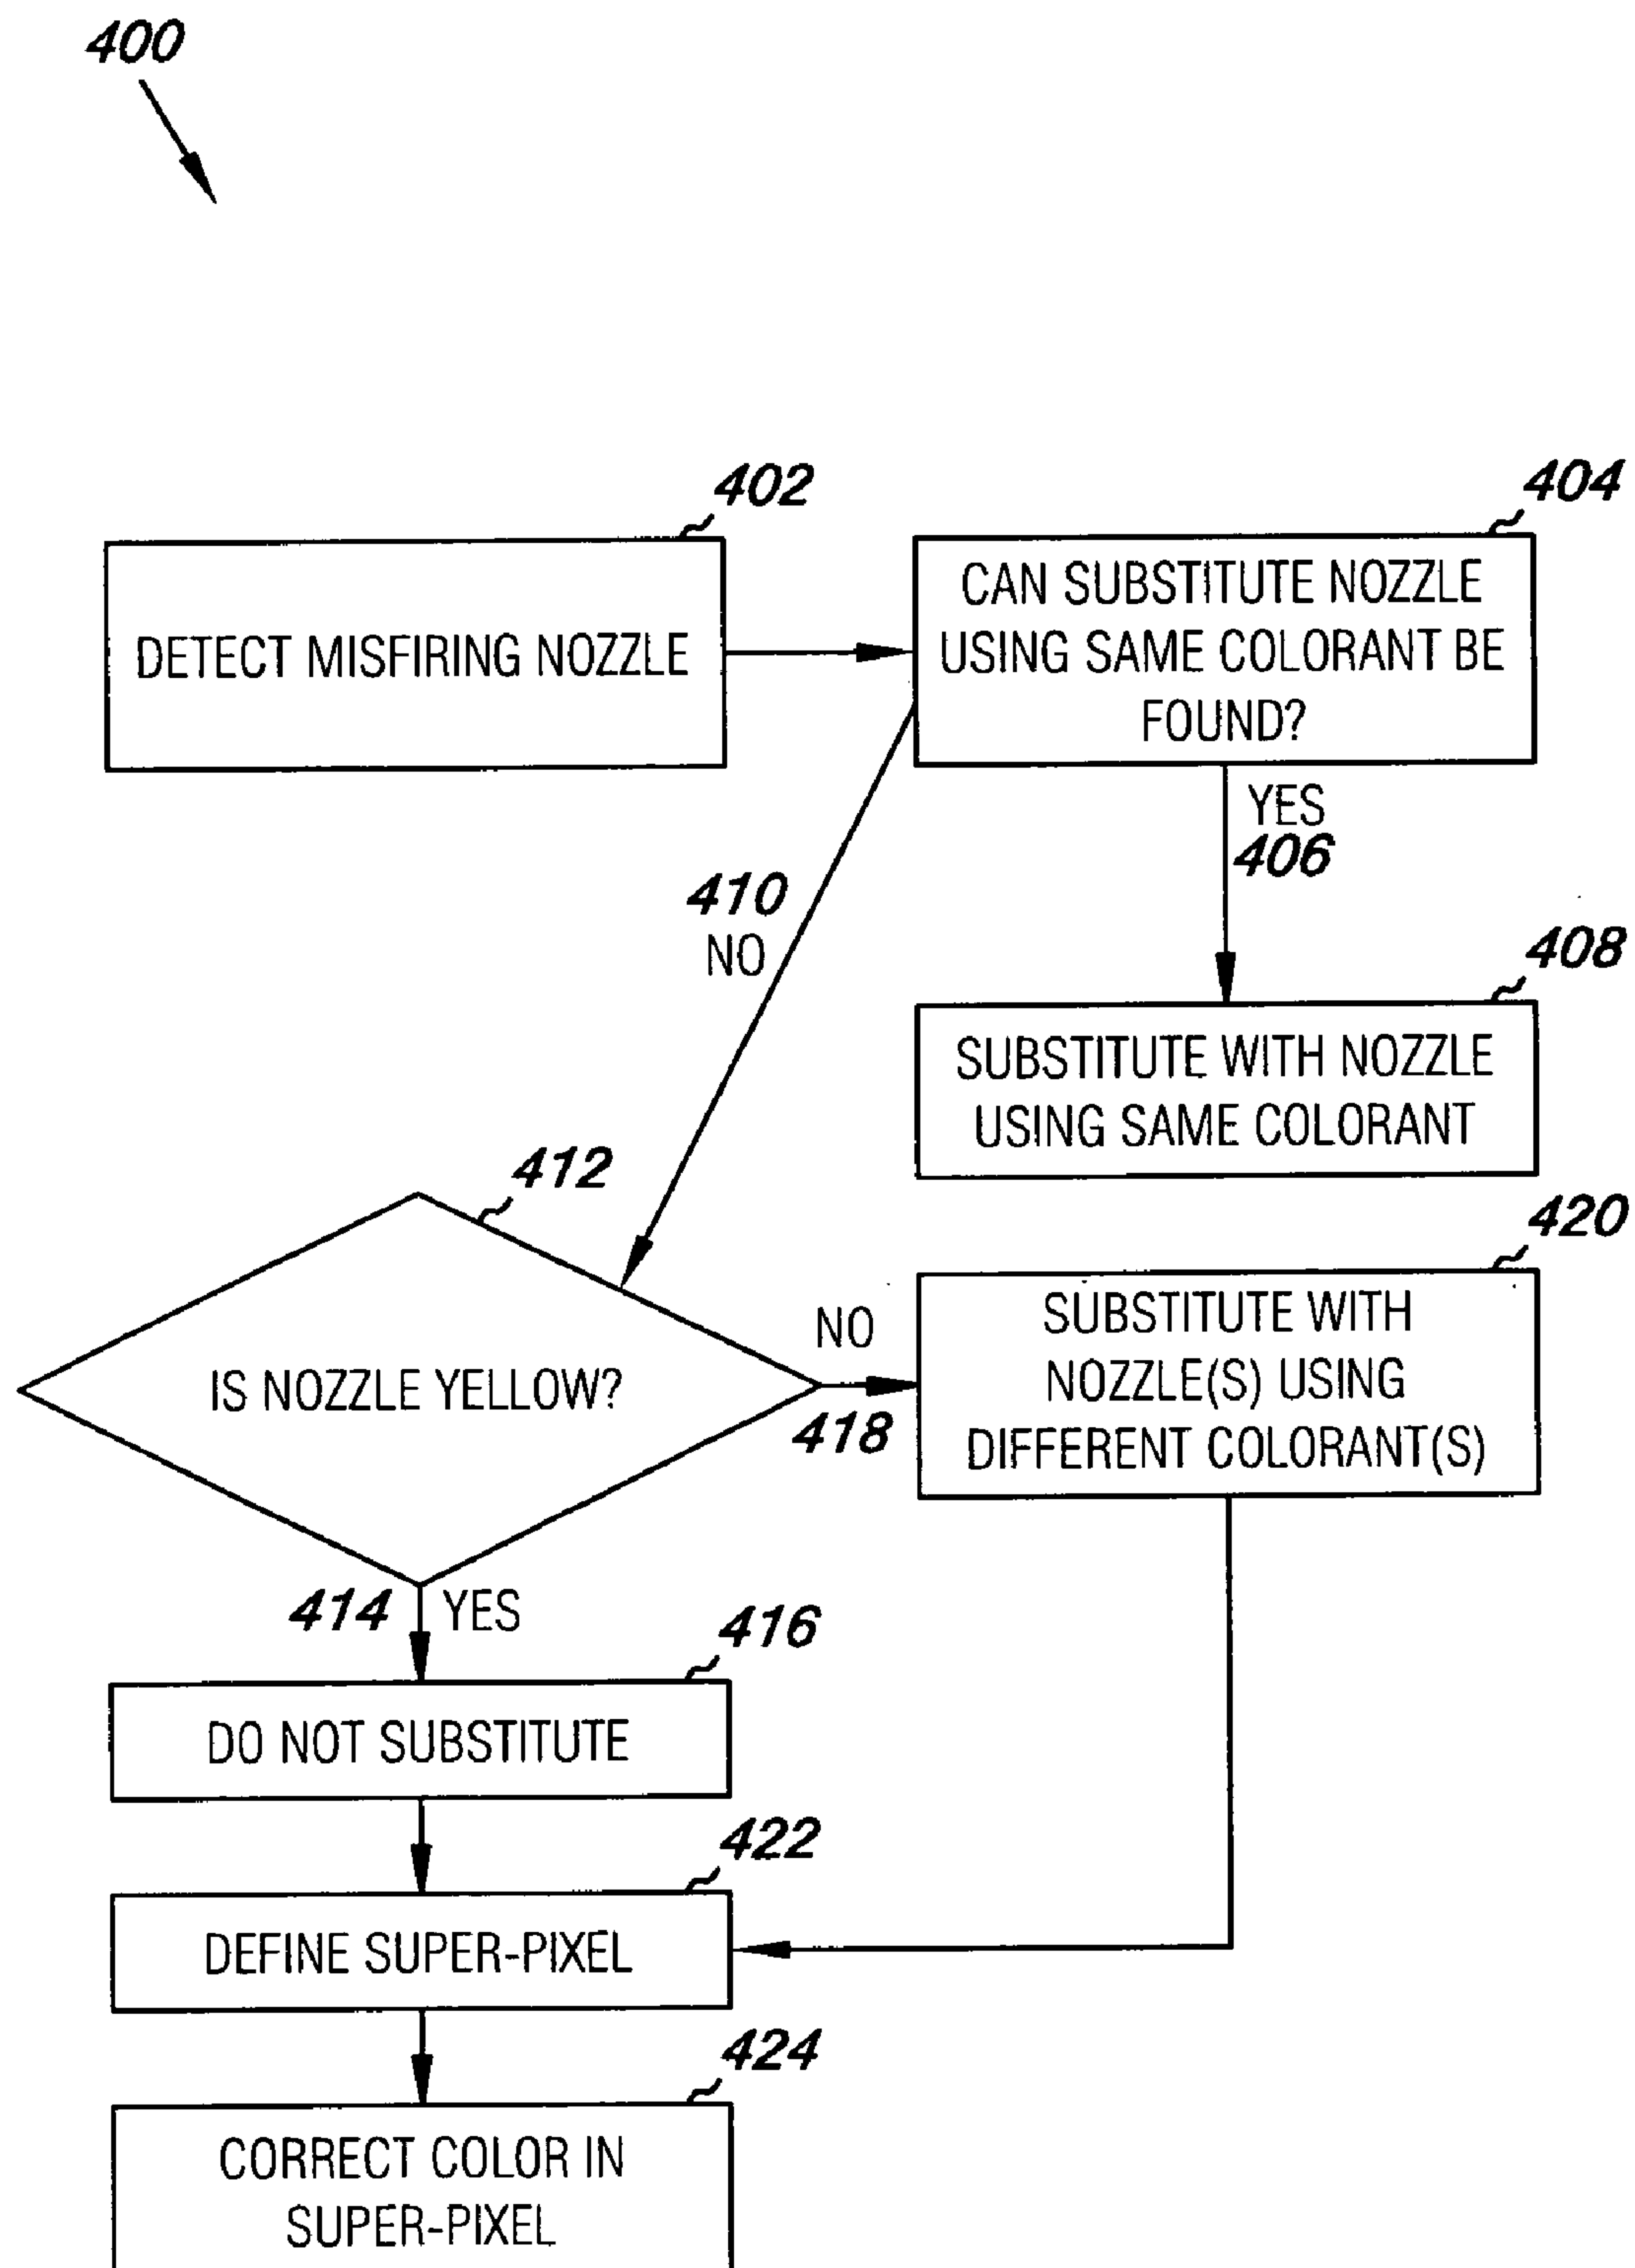 400
402
DETECT MISFIRING NOZZLE
404
CAN SUBSTITUTE NOZZLE
USING SAME COLORANT BE
FOUND?
YES
406
410
NO
408
SUBSTITUTE WITH NOZZLE
USING SAME COLORANT
412
IS NOZZLE YELLOW?
NO
418
420
SUBSTITUTE WITH
NOZZLE(S) USING
DIFFERENT COLORANT(S)
414 YES
416
DO NOT SUBSTITUTE
422
DEFINE SUPER-PIXEL
424
CORRECT COLOR IN
SUPER-PIXEL